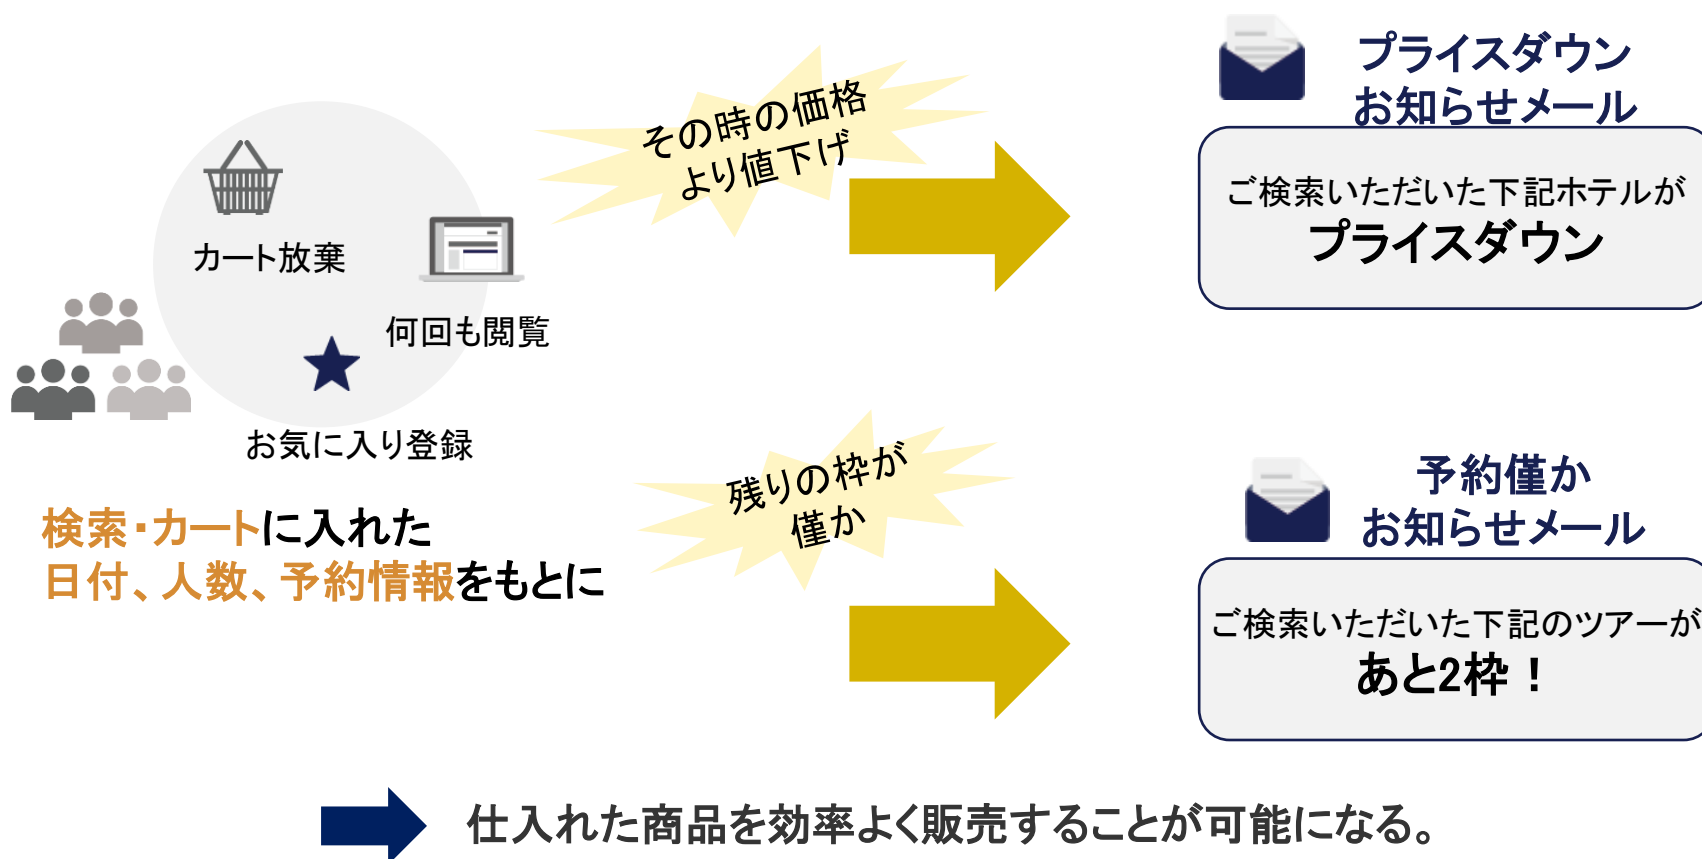 カート放棄
何回も閲覧
お気に入り登録
検索・カートに入れた
日付、人数、予約情報をもとに
その時の価格
より値下げ
プライスダウン
お知らせメール
ご検索いただいた下記ホテルが
プライスダウン
残りの枠が
僅か
予約僅か
お知らせメール
ご検索いただいた下記のツアーが
あと2枠！
仕入れた商品を効率よく販売することが可能になる。